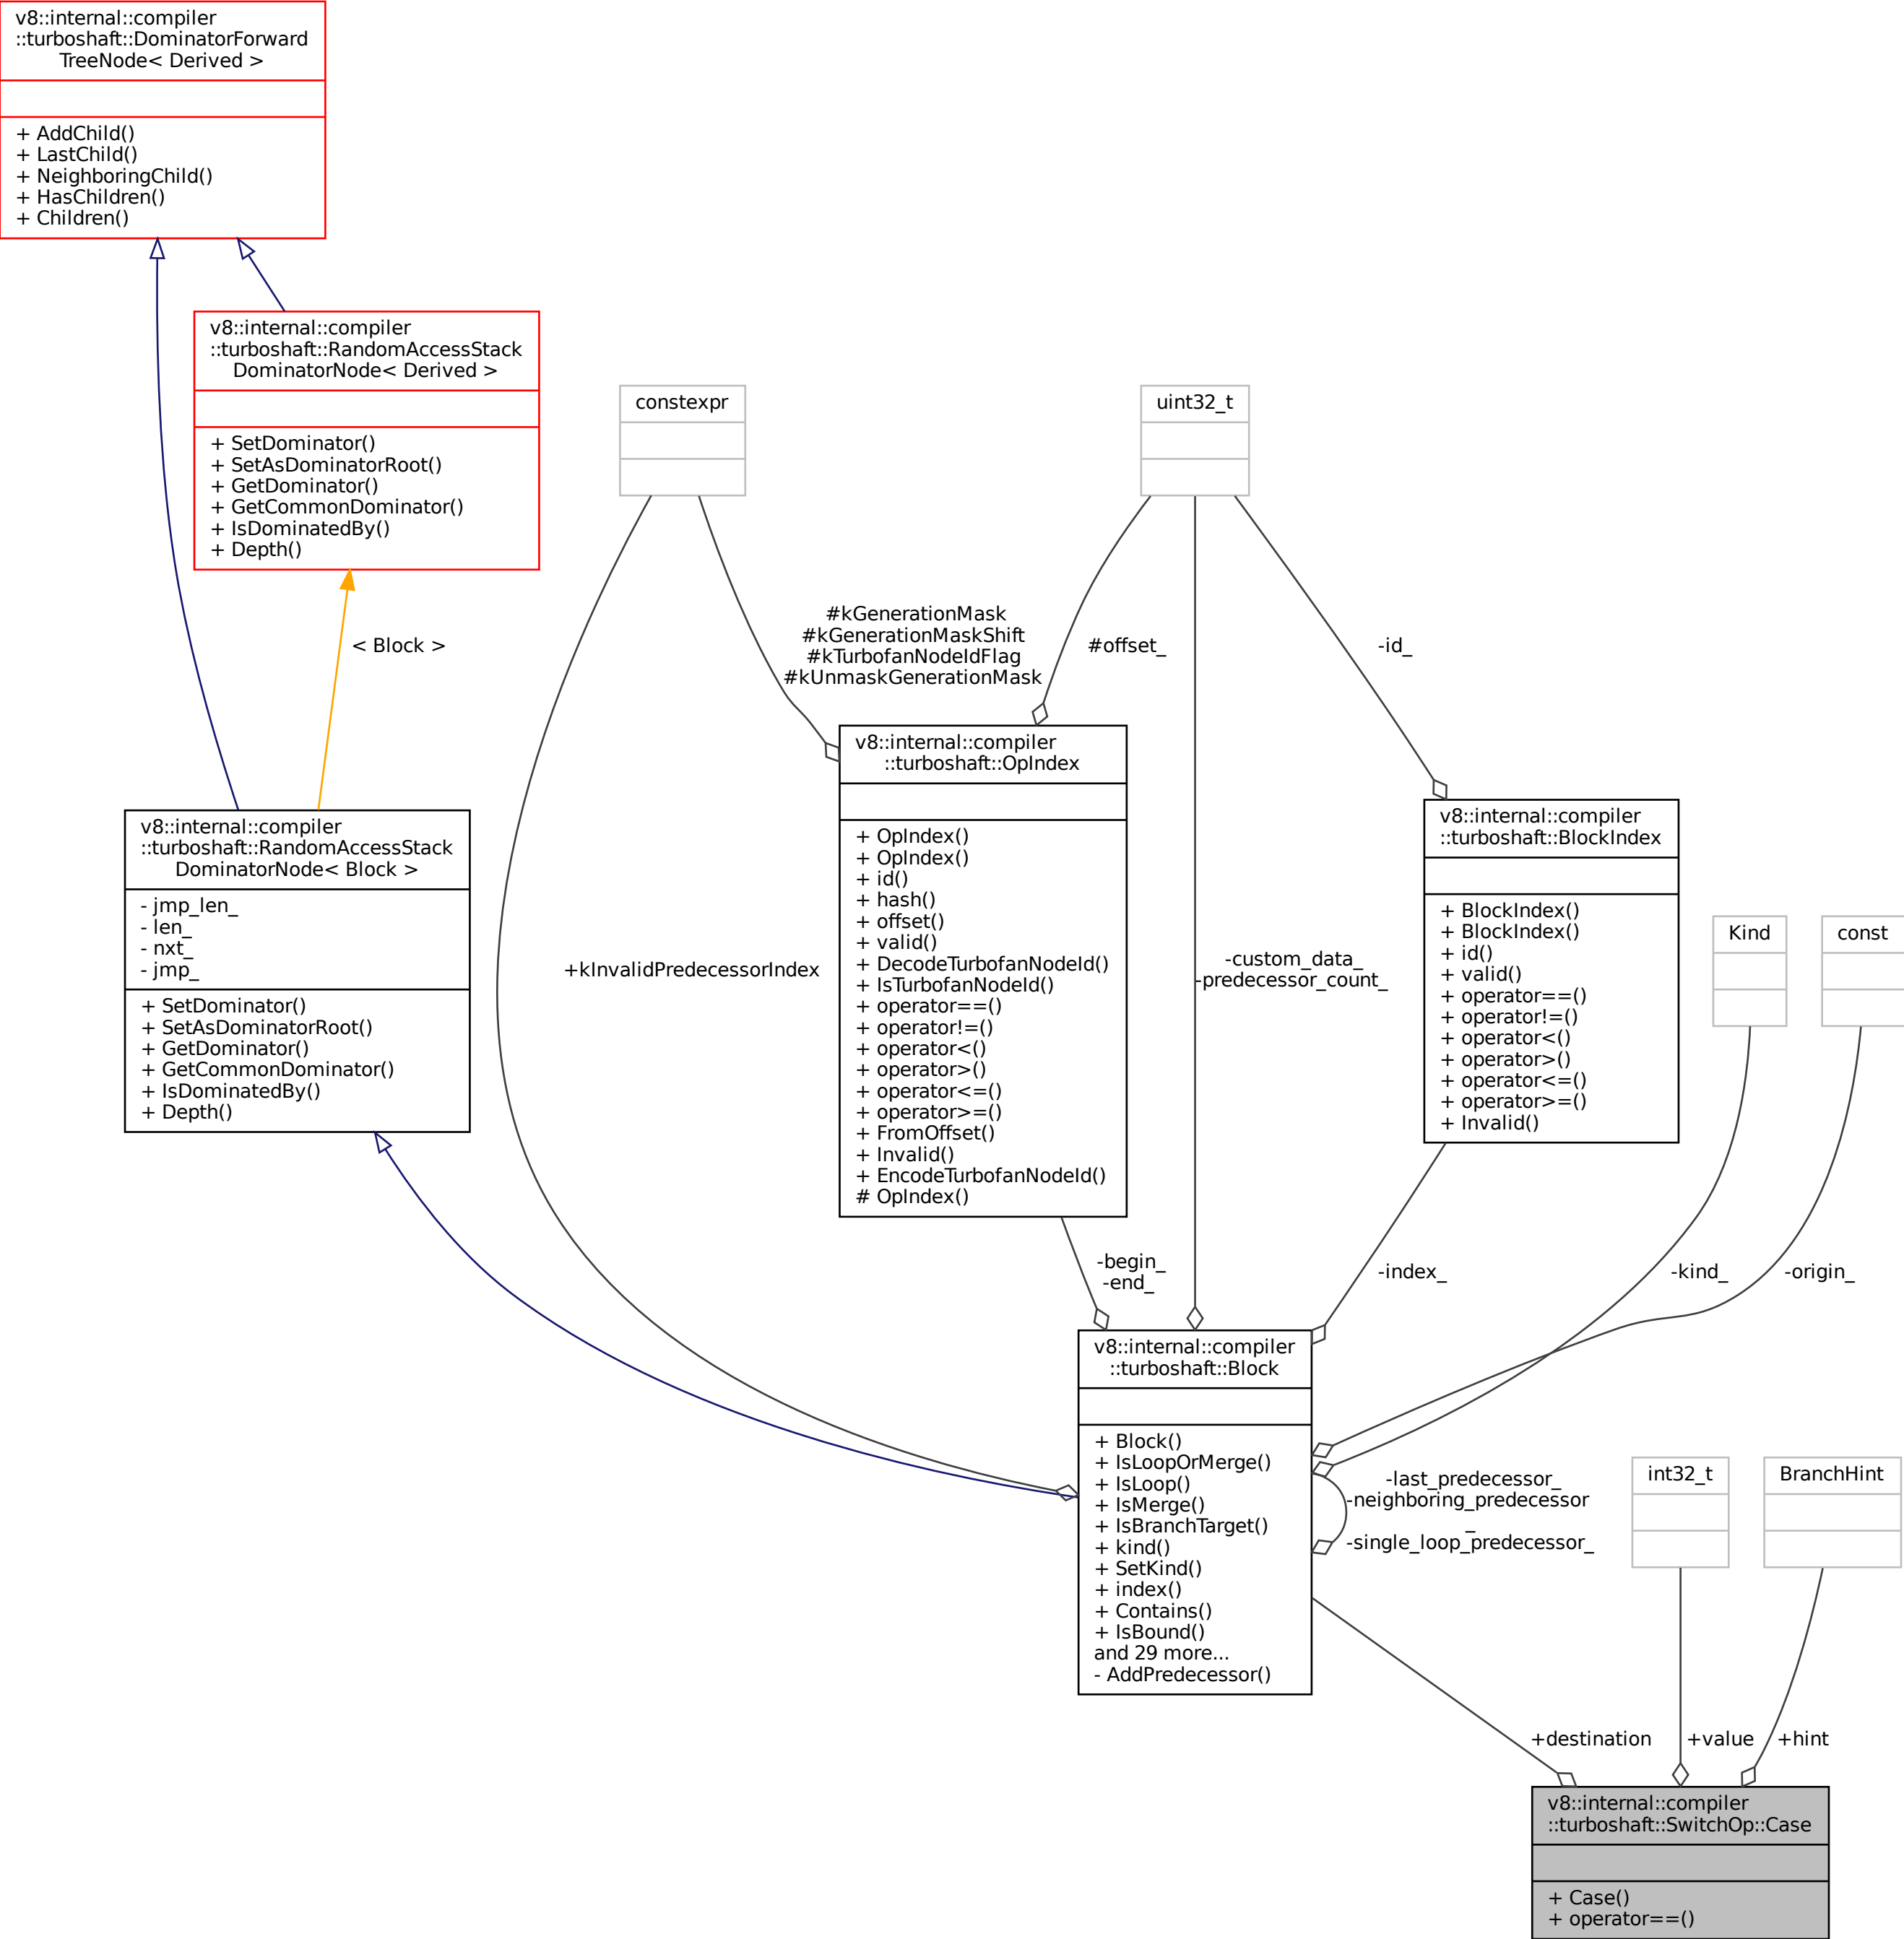 v8::internal::compiler
::turboshaft::DominatorForward
TreeNode< Derived >
+ AddChild()
+ LastChild()
+ NeighboringChild()
+ HasChildren()
+ Children()
v8::internal::compiler
::turboshaft::RandomAccessStack
DominatorNode< Derived >
+ SetDominator()
+ SetAsDominatorRoot()
+ GetDominator()
+ GetCommonDominator()
+ IsDominatedBy()
+ Depth()
constexpr
uint32_t
< Block >
#kGenerationMask
#kGenerationMaskShift
#kTurbofanNodeIdFlag
#kUnmaskGenerationMask
#offset_
-id_
v8::internal::compiler
::turboshaft::RandomAccessStack
DominatorNode< Block >
- jmp_len_
- len_
- nxt_
- jmp_
+ SetDominator()
+ SetAsDominatorRoot()
+ GetDominator()
+ GetCommonDominator()
+ IsDominatedBy()
+ Depth()
+kInvalidPredecessorIndex
v8::internal::compiler
::turboshaft::OpIndex
+ OpIndex()
+ OpIndex()
+ id()
+ hash()
+ offset()
+ valid()
+ DecodeTurbofanNodeId()
+ IsTurbofanNodeId()
+ operator==()
+ operator!=()
+ operator<()
+ operator>()
+ operator<=()
+ operator>=()
+ FromOffset()
+ Invalid()
+ EncodeTurbofanNodeId()
# OpIndex()
-custom_data_
-predecessor_count_
v8::internal::compiler
::turboshaft::BlockIndex
+ BlockIndex()
+ BlockIndex()
+ id()
+ valid()
+ operator==()
+ operator!=()
+ operator<()
+ operator>()
+ operator<=()
+ operator>=()
+ Invalid()
Kind
const
-begin_
-end_
-index_
-kind_
-origin_
v8::internal::compiler
::turboshaft::Block
+ Block()
+ IsLoopOrMerge()
+ IsLoop()
+ IsMerge()
+ IsBranchTarget()
+ kind()
+ SetKind()
+ index()
+ Contains()
+ IsBound()
and 29 more...
- AddPredecessor()
-last_predecessor_
-neighboring_predecessor
_
-single_loop_predecessor_
int32_t
BranchHint
+destination
+value
+hint
v8::internal::compiler
::turboshaft::SwitchOp::Case
+ Case()
+ operator==()